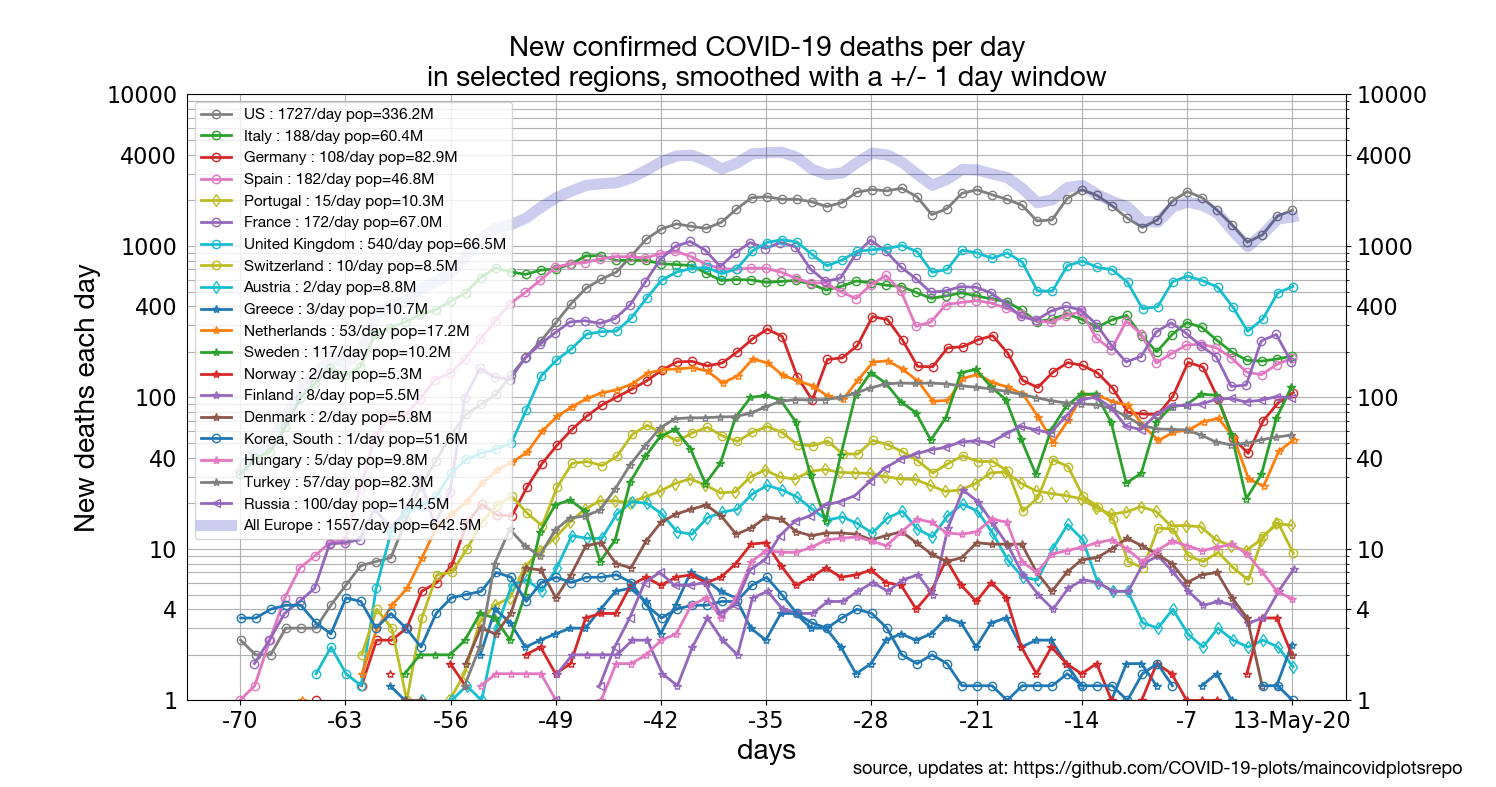 New confirmed COVID-19 deaths per day
in selected regions, smoothed with a +/- 1 day window
10000
4000
1000
400
100
40
10
4
1
New deaths each day
US : 1727/day pop=336.2M
Italy : 188/day pop=60.4M
Germany : 108/day pop=82.9M
Spain : 182/day pop=46.8M
Portugal : 15/day pop=10.3M
France : 172/day pop=67.0M
United Kingdom : 540/day pop=66.5M
Switzerland : 10/day pop=8.5M
Austria : 2/day pop=8.8M
Greece : 3/day pop=10.7M
Netherlands : 53/day pop=17.2M
Sweden : 117/day pop=10.2M
Norway : 2/day pop=5.3M
Finland : 8/day pop=5.5M
Denmark : 2/day pop=5.8M
Korea, South : 1/day pop=51.6M
Hungary : 5/day pop=9.8M
Turkey : 57/day pop=82.3M
Russia : 100/day pop=144.5M
All Europe : 1557/day pop=642.5M
10000
4000
1000
400
100
40
10
4
1
-70 -63 -56 -49 -42 -35 -28 -21 -14 -7 13-May-20
days
source, updates at: https://github.com/COVID-19-plots/maincovidplotsrepo